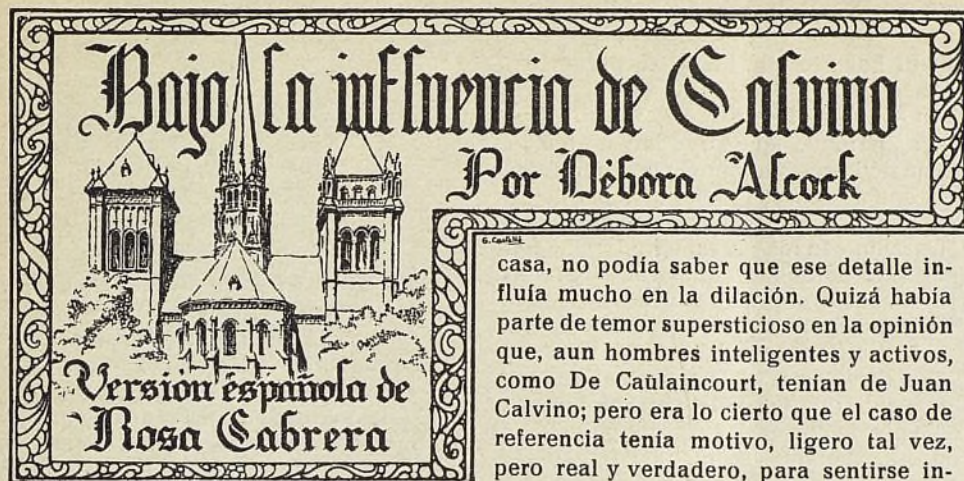 Bajo la influencia de Calvino
Por Débora Alcock
Versión española de
Rosa Cabrera
G. Castillo
casa, no podía saber que ese detalle in-
fluía mucho en la dilación. Quizá había
parte de temor supersticioso en la opinión
que, aun hombres inteligentes y activos,
como De Caùlaincourt, tenían de Juan
Calvino; pero era lo cierto que el caso de
referencia tenía motivo, ligero tal vez,
pero real y verdadero, para sentirse in-